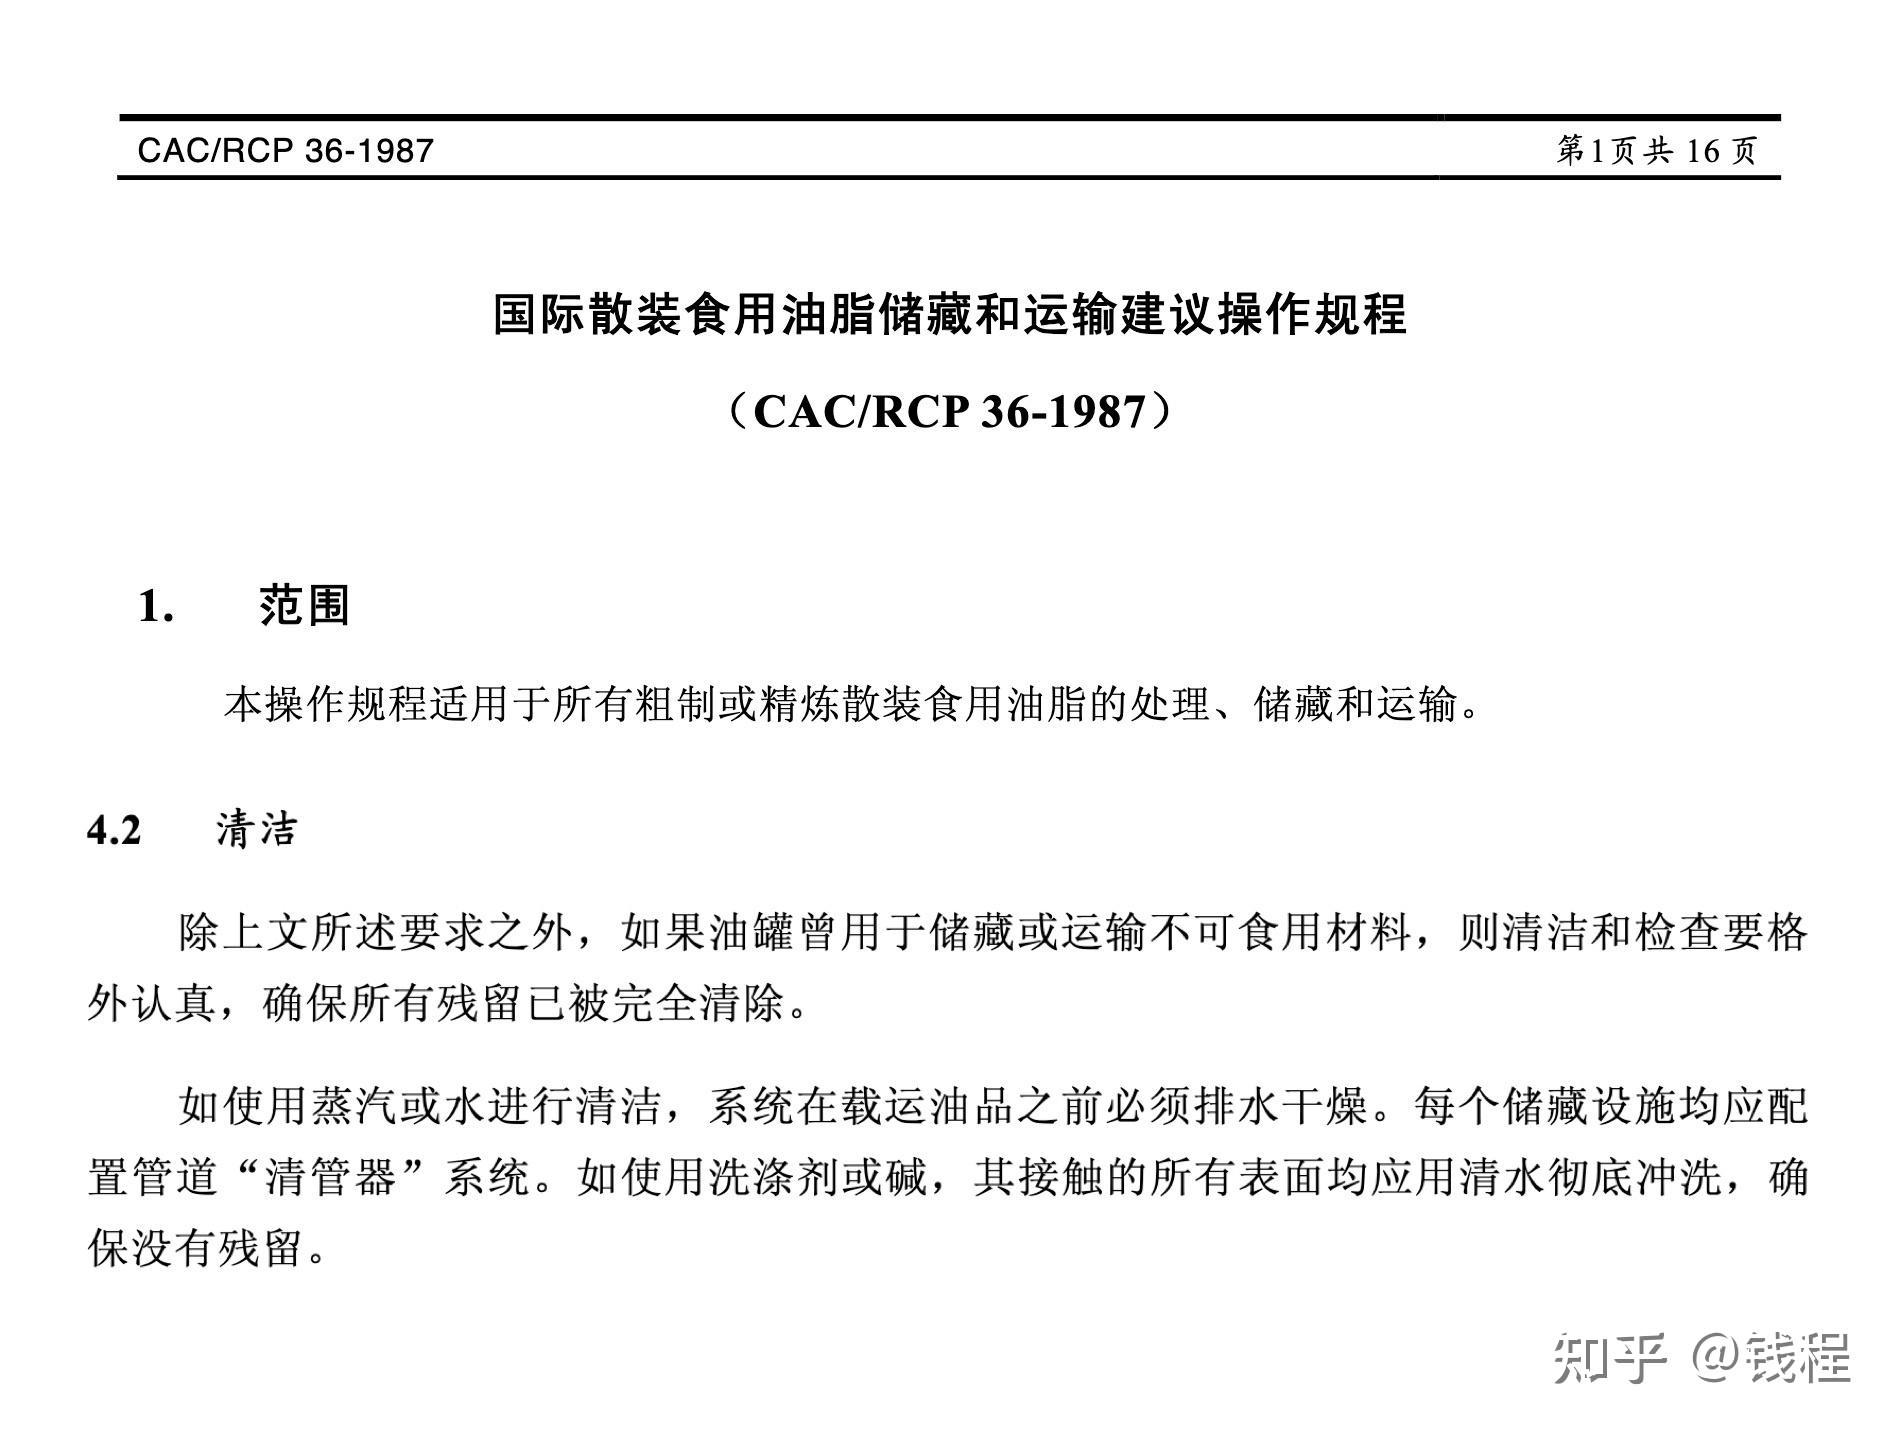 CAC/RCP 36-1987
第1页共 16 页
国际散装食用油脂储藏和运输建议操作规程
（CAC/RCP 36-1987）
1. 范围
本操作规程适用于所有粗制或精炼散装食用油脂的处理、储藏和运输。
4.2 清洁
除上文所述要求之外，如果油罐曾用于储藏或运输不可食用材料，则清洁和检查要格
外认真，确保所有残留已被完全清除。
如使用蒸汽或水进行清洁，系统在载运油品之前必须排水干燥。每个储藏设施均应配
置管道“清管器”系统。如使用洗涤剂或碱，其接触的所有表面均应用清水彻底冲洗，确
保没有残留。
知乎 @钱程